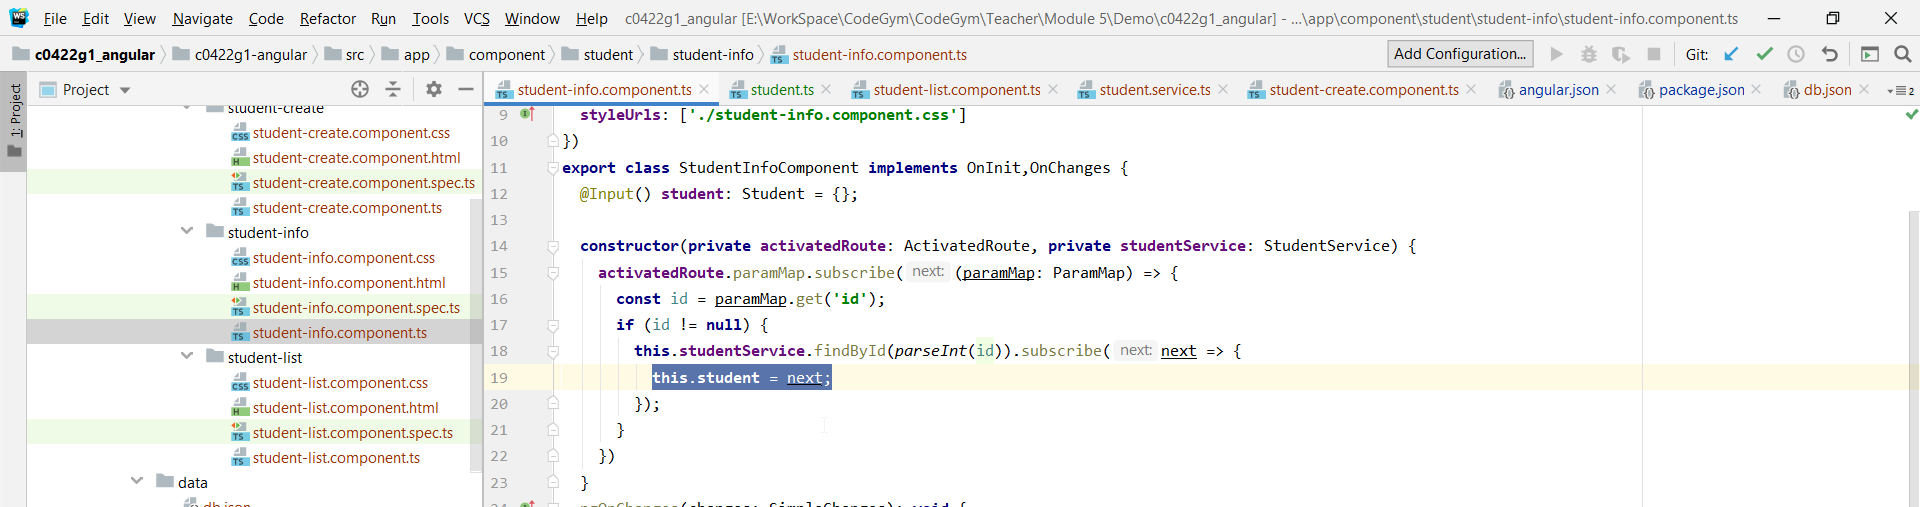 WS File Edit View Navigate Code Refactor Run Tools VCS Window Help c0422g1_angular [E:\WorkSpace\CodeGym\CodeGym\Teacher\Module 5\Demo\c0422g1_angular] - ...\app\component\student\student-info\student-info.component.ts
c0422g1_angular c0422g1-angular src app component student student-info student-info.component.ts Add Configuration... Git:
1: Project
Project
student-create
student-create.component.css
student-create.component.html
student-create.component.spec.ts
student-create.component.ts
student-info
student-info.component.css
student-info.component.html
student-info.component.spec.ts
student-info.component.ts
student-list
student-list.component.css
student-list.component.html
student-list.component.spec.ts
student-list.component.ts
data
db.json
student-info.component.ts student.ts student-list.component.ts student.service.ts student-create.component.ts angular.json package.json db.json 2
9 styleUrls: ['./student-info.component.css']
10 })
11 export class StudentInfoComponent implements OnInit,OnChanges {
12 @Input() student: Student = {};
13
14 constructor(private activatedRoute: ActivatedRoute, private studentService: StudentService) {
15 activatedRoute.paramMap.subscribe( next: (paramMap: ParamMap) => {
16 const id = paramMap.get('id');
17 if (id != null) {
18 this.studentService.findById(parseInt(id)).subscribe( next: next => {
19 this.student = next;
20 });
21 }
22 })
23 }
24 ngOnChanges(changes: SimpleChanges): void {